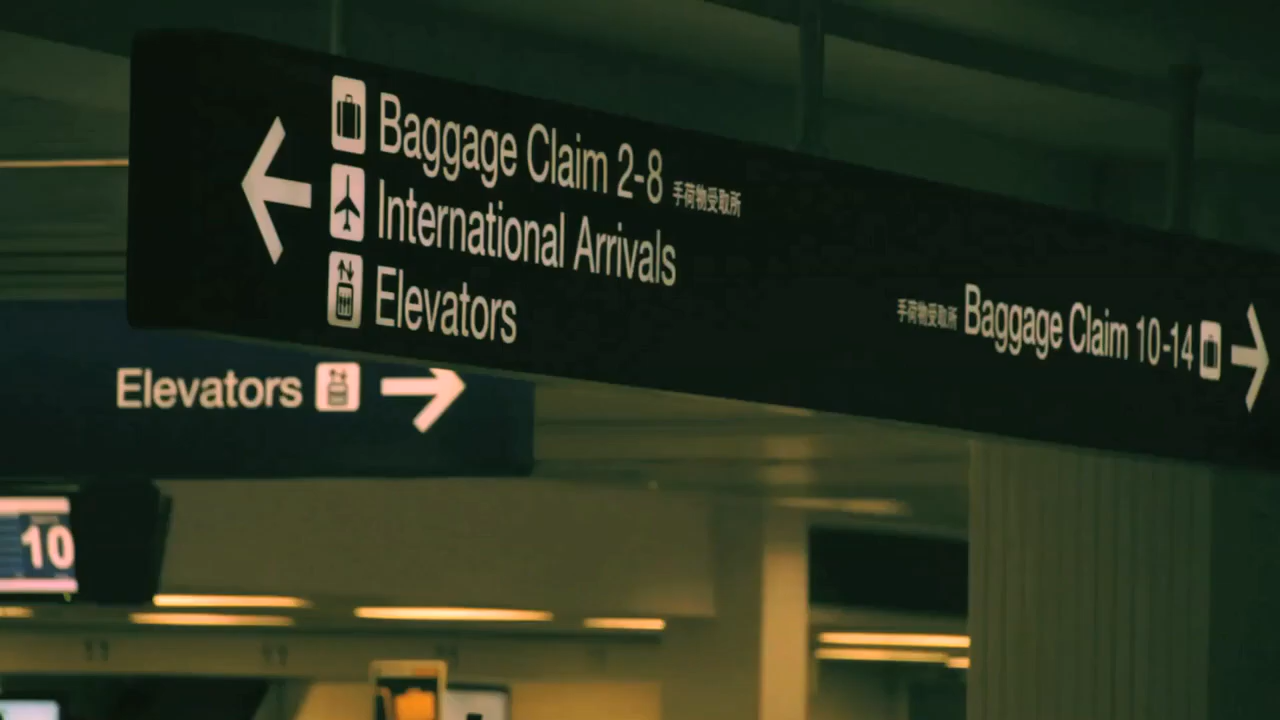 Baggage Claim 2-8 手荷物受取所
International Arrivals
Elevators
手荷物受取所 Baggage Claim 10-14
Elevators
10